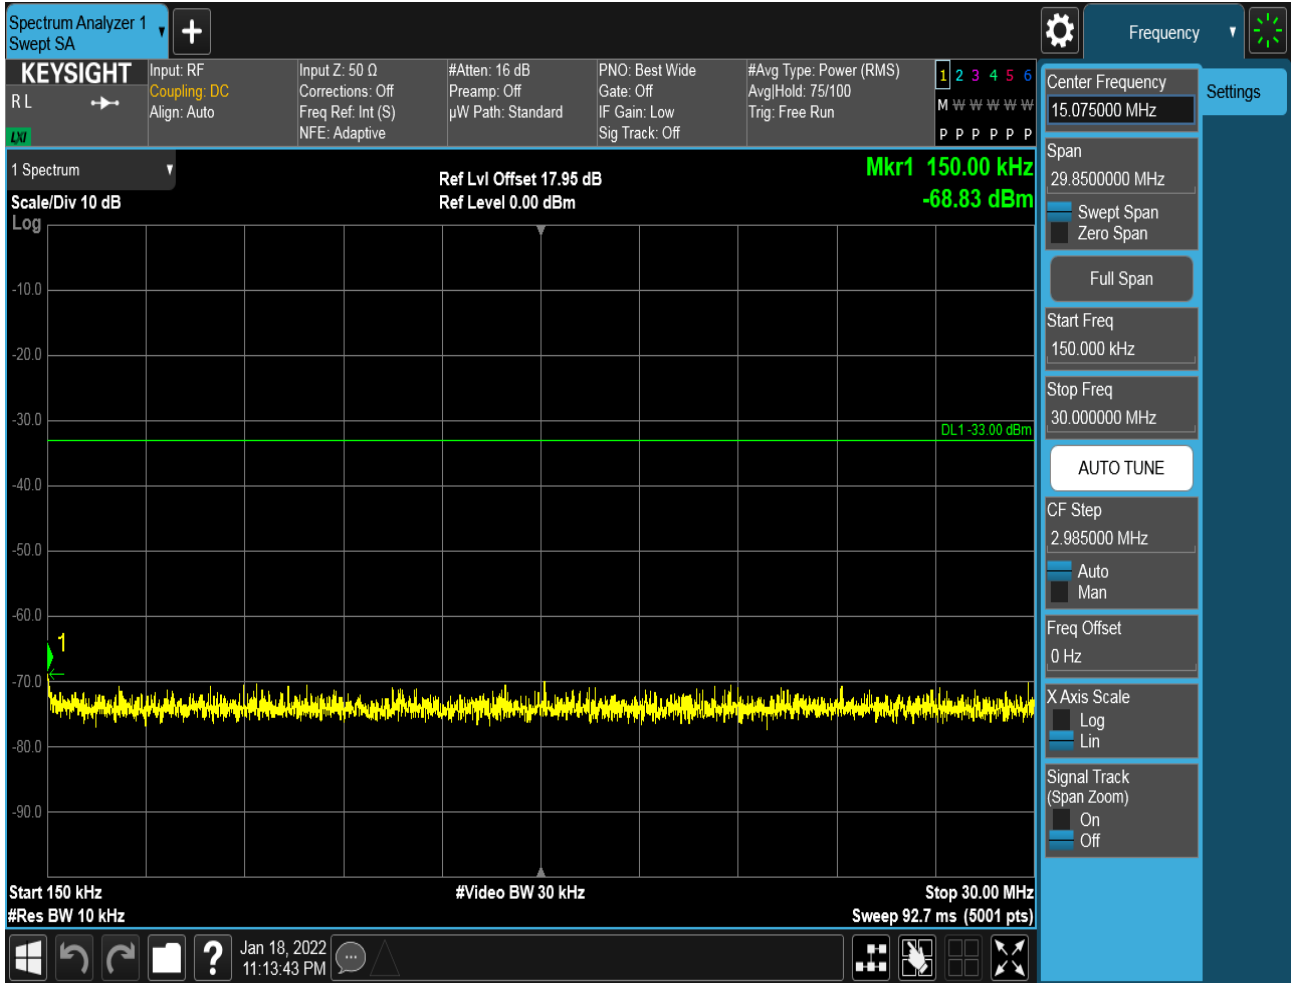 Spectrum Analyzer 1
Swept SA
Frequency
KEYSIGHT
R L
LXI
Input: RF
Coupling: DC
Align: Auto
Input Z: 50 Ω
Corrections: Off
Freq Ref: Int (S)
NFE: Adaptive
#Atten: 16 dB
Preamp: Off
µW Path: Standard
PNO: Best Wide
Gate: Off
IF Gain: Low
Sig Track: Off
#Avg Type: Power (RMS)
Avg|Hold: 75/100
Trig: Free Run
1 2 3 4 5 6
M W W W W W
P P P P P P
Center Frequency
15.075000 MHz
Settings
1 Spectrum
Scale/Div 10 dB
Log
Ref Lvl Offset 17.95 dB
Ref Level 0.00 dBm
Mkr1 150.00 kHz
-68.83 dBm
-10.0
-20.0
-30.0
-40.0
-50.0
-60.0
-70.0
-80.0
-90.0
DL1 -33.00 dBm
1
Start 150 kHz
#Res BW 10 kHz
#Video BW 30 kHz
Stop 30.00 MHz
Sweep 92.7 ms (5001 pts)
Span
29.8500000 MHz
Swept Span
Zero Span
Full Span
Start Freq
150.000 kHz
Stop Freq
30.000000 MHz
AUTO TUNE
CF Step
2.985000 MHz
Auto
Man
Freq Offset
0 Hz
X Axis Scale
Log
Lin
Signal Track
(Span Zoom)
On
Off
?
Jan 18, 2022
11:13:43 PM